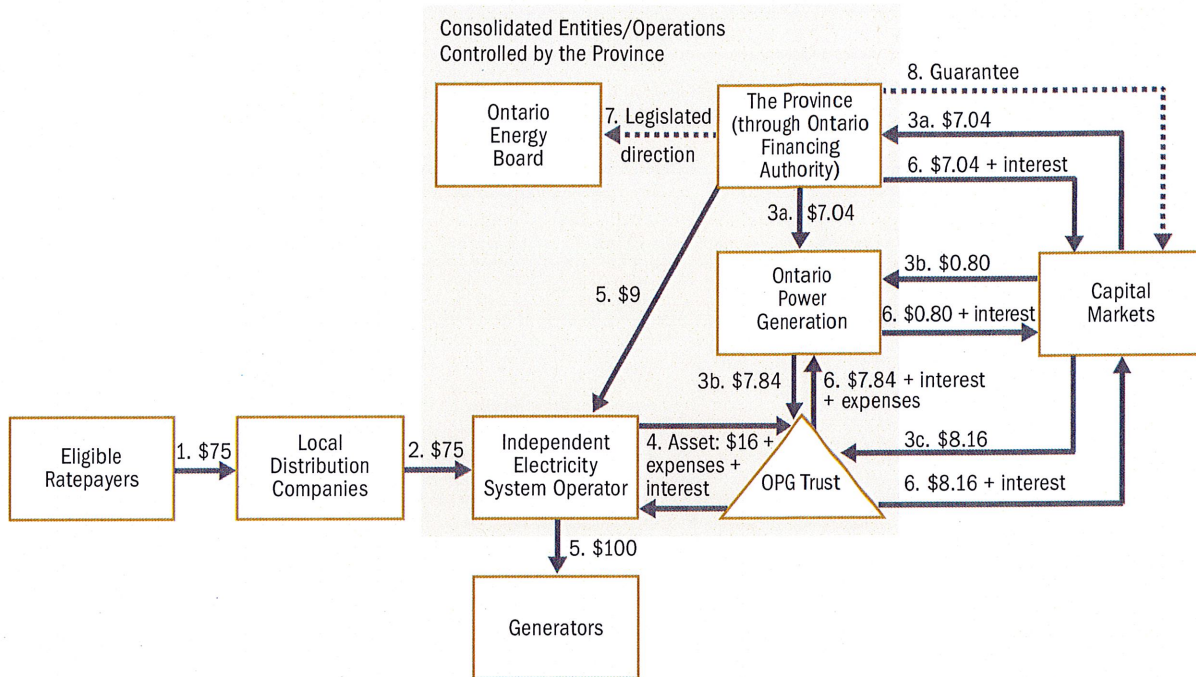 Consolidated Entities/Operations
Controlled by the Province
8. Guarantee
Ontario
Energy
Board
7. Legislated
direction
The Province
(through Ontario
Financing
Authority)
3a. $7.04
6. $7.04 + interest
3a. $7.04
5. $9
Ontario
Power
Generation
3b. $0.80
6. $0.80 + interest
Capital
Markets
3b. $7.84
6. $7.84 + interest
+ expenses
Eligible
Ratepayers
1. $75
Local
Distribution
Companies
2. $75
Independent
Electricity
System Operator
4. Asset: $16 +
expenses +
interest
OPG Trust
3c. $8.16
6. $8.16 + interest
5. $100
Generators